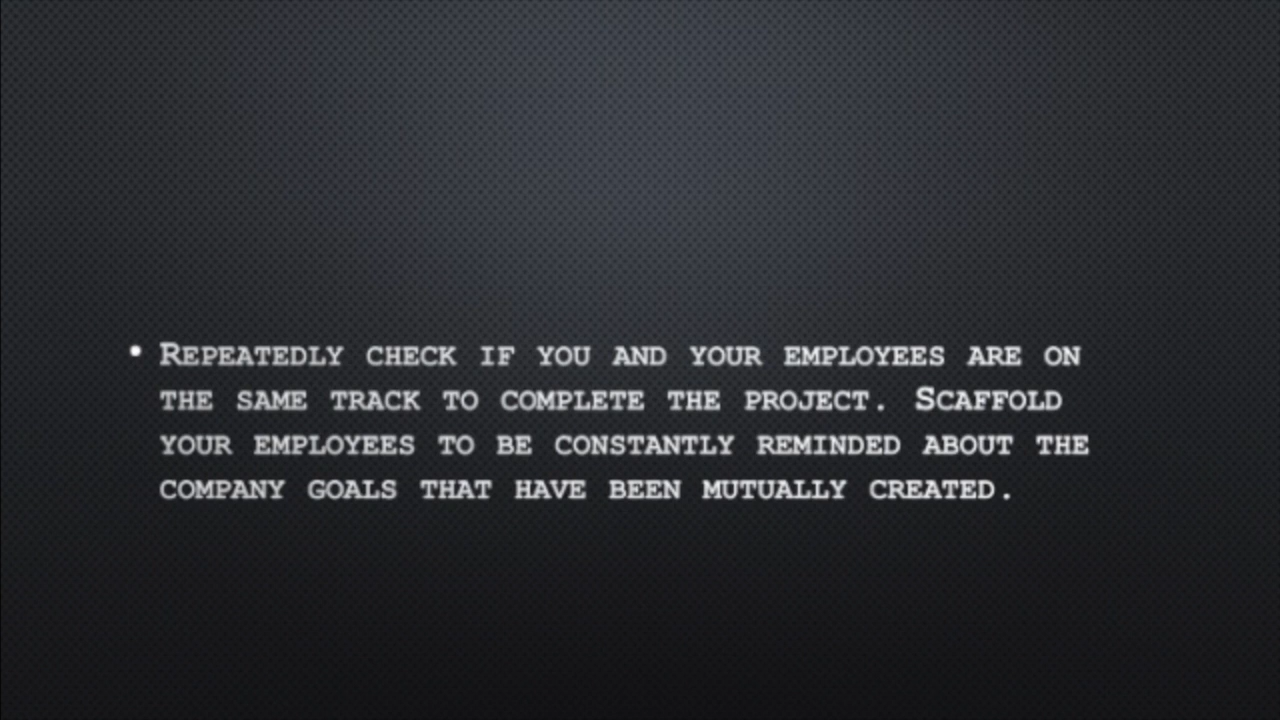 • Repeatedly check if you and your employees are on
the same track to complete the project. Scaffold
your employees to be constantly reminded about the
company goals that have been mutually created.